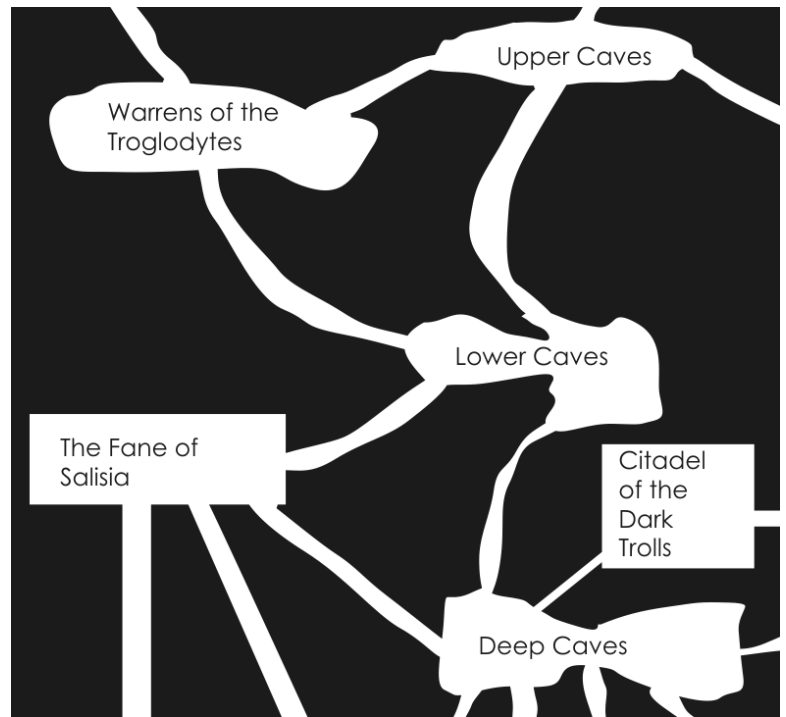 Upper Caves
Warrens of the
Troglodytes
Lower Caves
The Fane of
Salisia
Citadel
of the
Dark
Trolls
Deep Caves